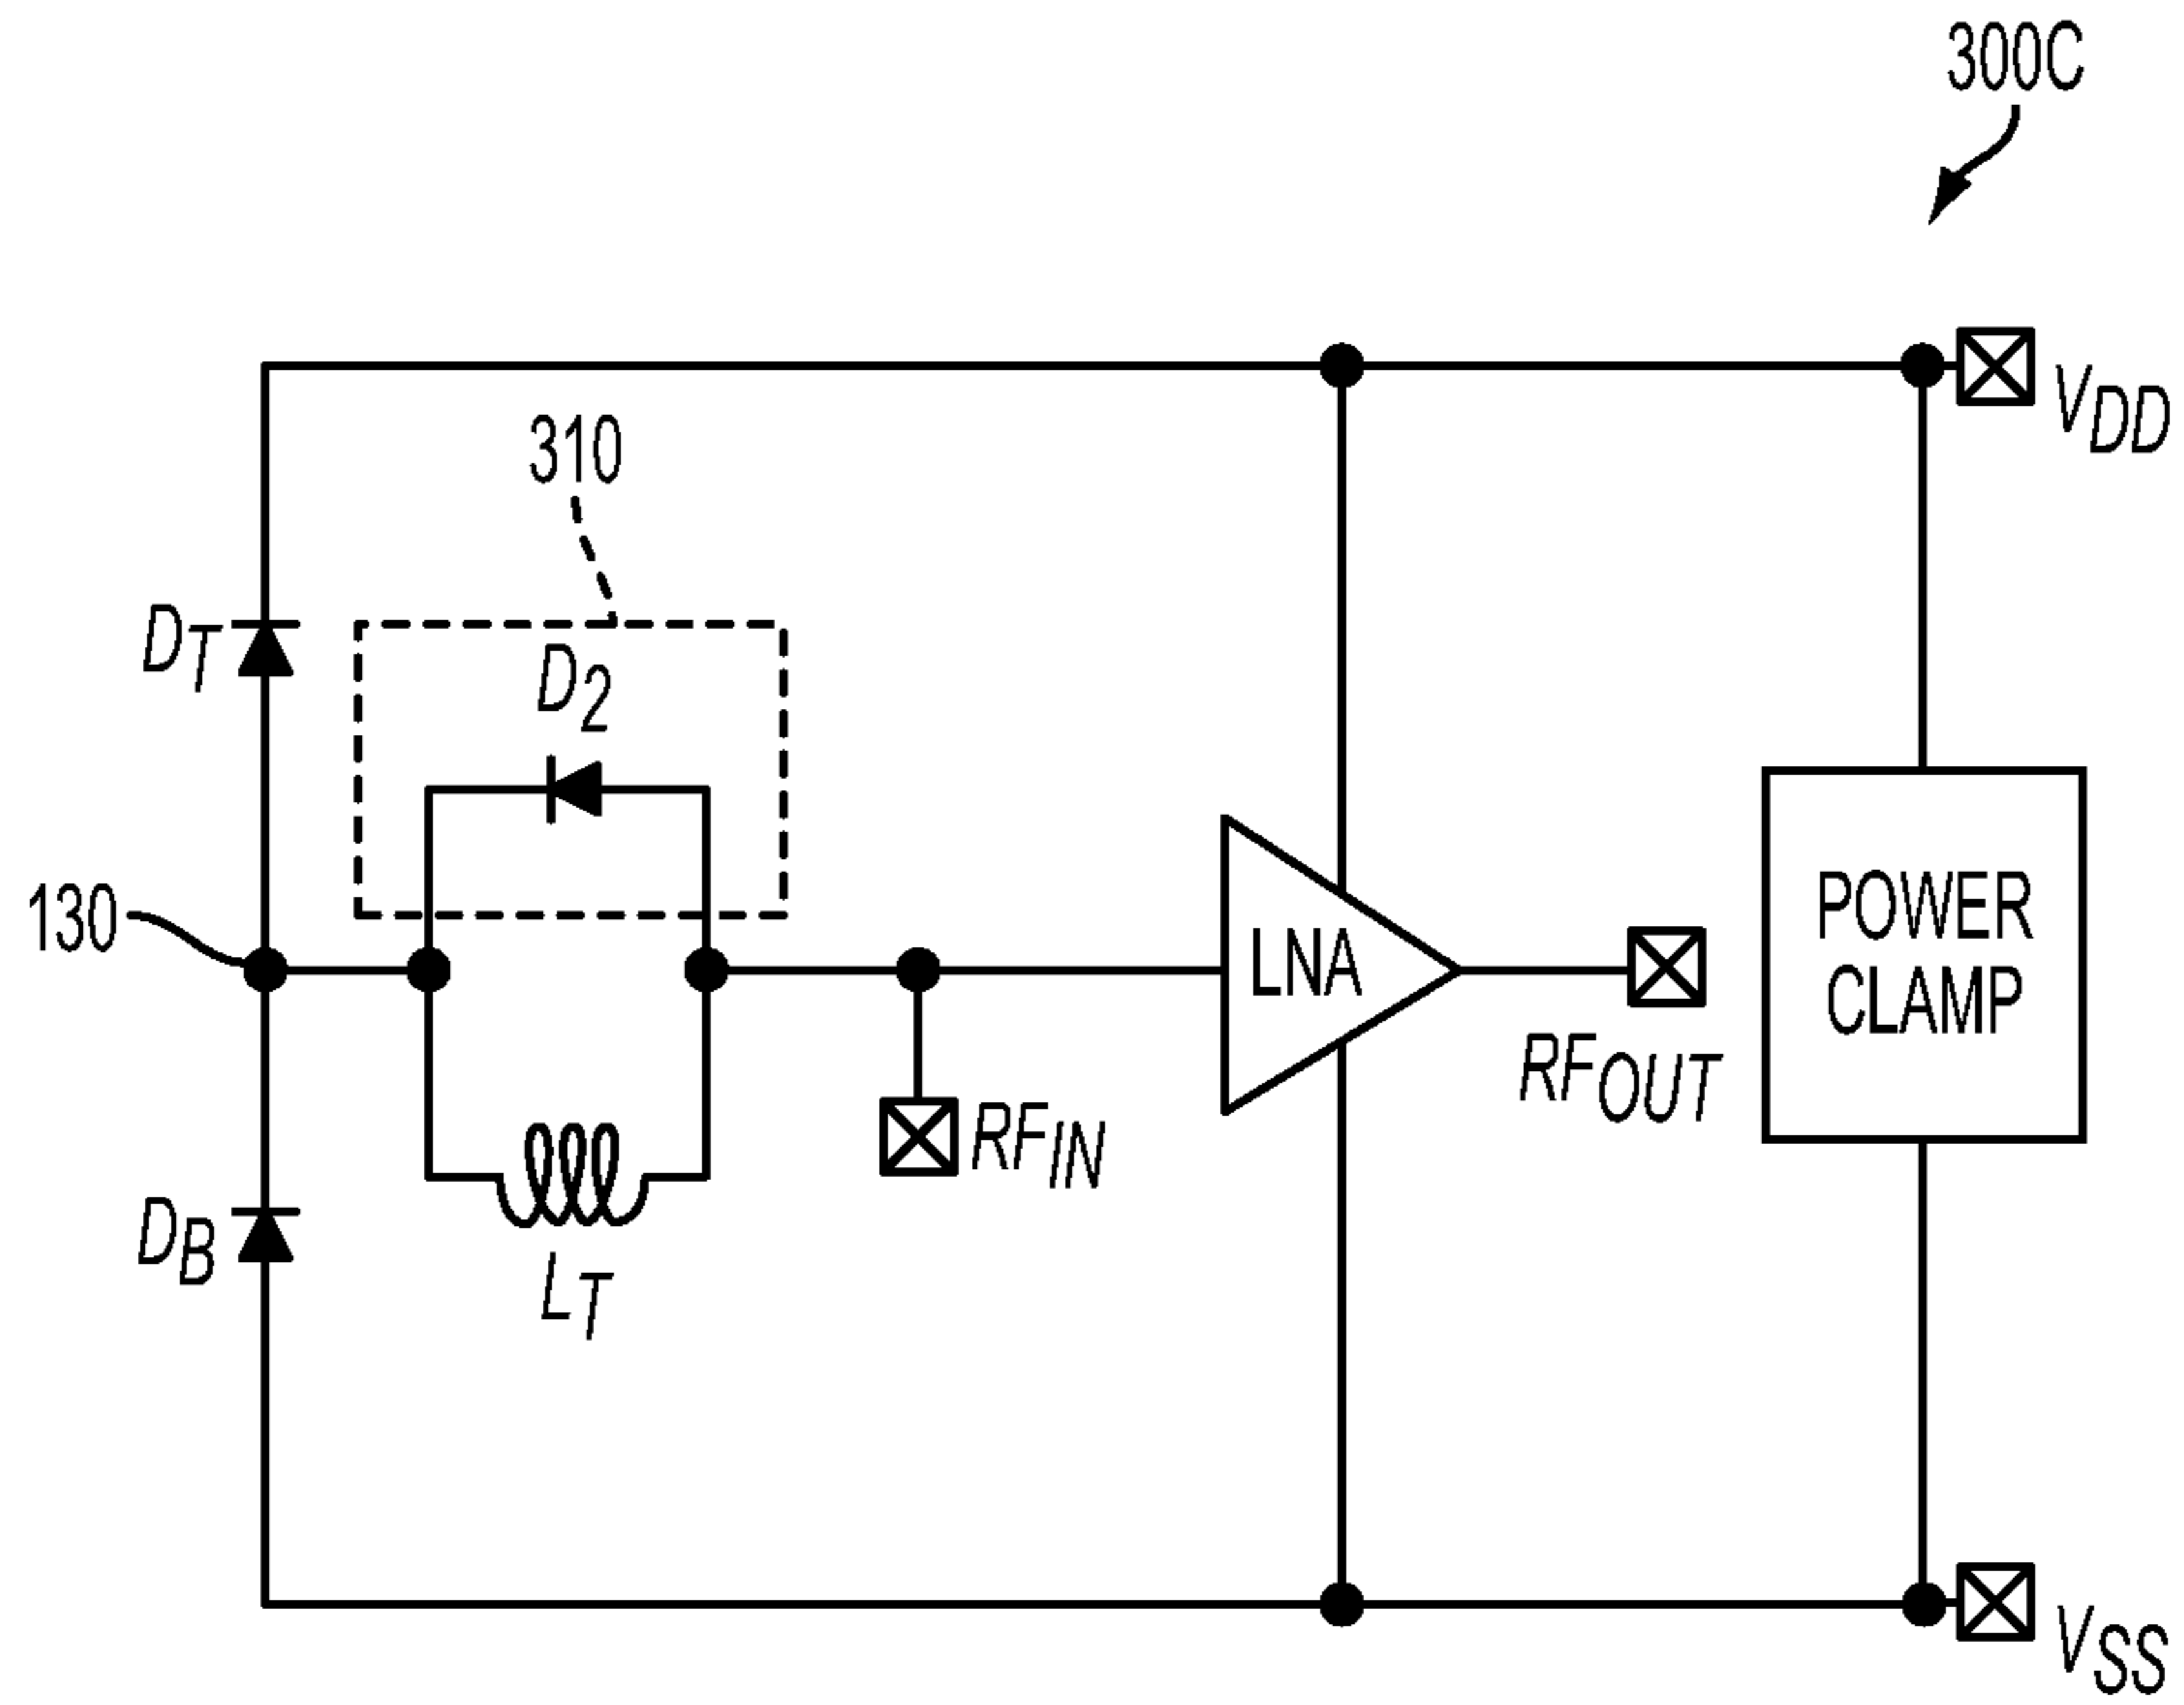 300C
VDD
310
DT
D2
130
POWER
CLAMP
LNA
RFOUT
RFIN
DB
LT
VSS